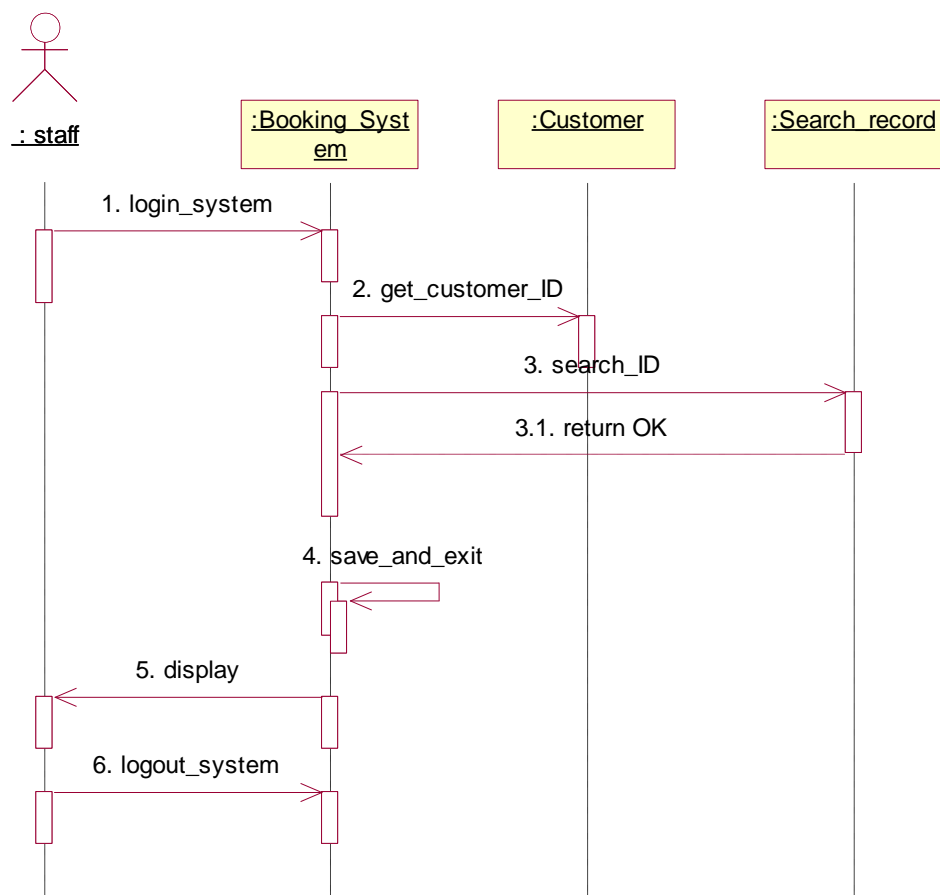 : staff
:Booking_Syst
em
:Customer
:Search_record
1. login_system
2. get_customer_ID
3. search_ID
3.1. return OK
4. save_and_exit
5. display
6. logout_system